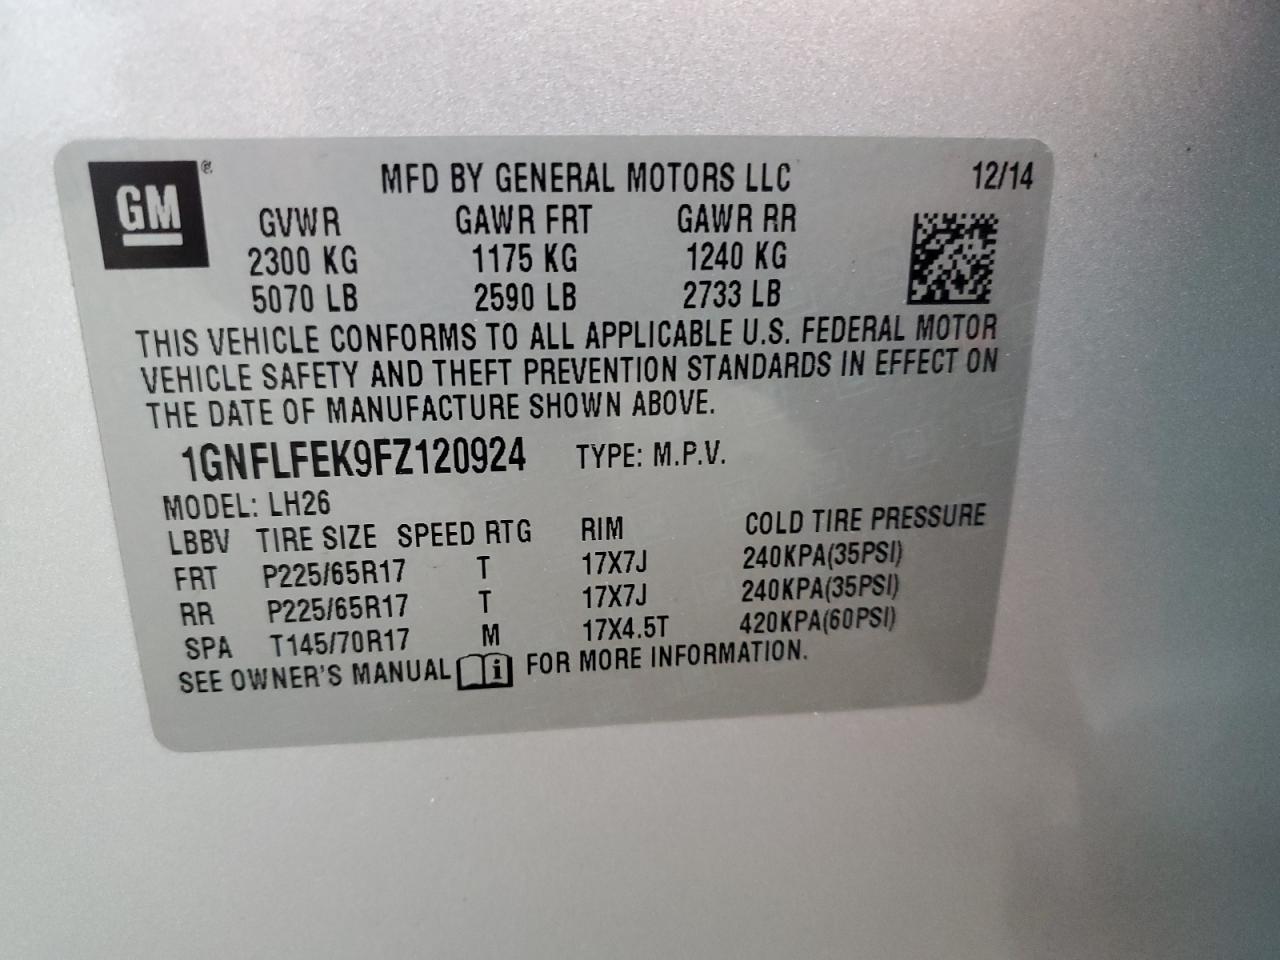 GM ® MFD BY GENERAL MOTORS LLC 12/14
GVWR GAWR FRT GAWR RR
2300 KG 1175 KG 1240 KG
5070 LB 2590 LB 2733 LB
THIS VEHICLE CONFORMS TO ALL APPLICABLE U.S. FEDERAL MOTOR
VEHICLE SAFETY AND THEFT PREVENTION STANDARDS IN EFFECT ON
THE DATE OF MANUFACTURE SHOWN ABOVE.
1GNFLFEK9FZ120924 TYPE: M.P.V.
MODEL: LH26
LBBV TIRE SIZE SPEED RTG RIM COLD TIRE PRESSURE
FRT P225/65R17 T 17X7J 240KPA(35PSI)
RR P225/65R17 T 17X7J 240KPA(35PSI)
SPA T145/70R17 M 17X4.5T 420KPA(60PSI)
SEE OWNER'S MANUAL i FOR MORE INFORMATION.